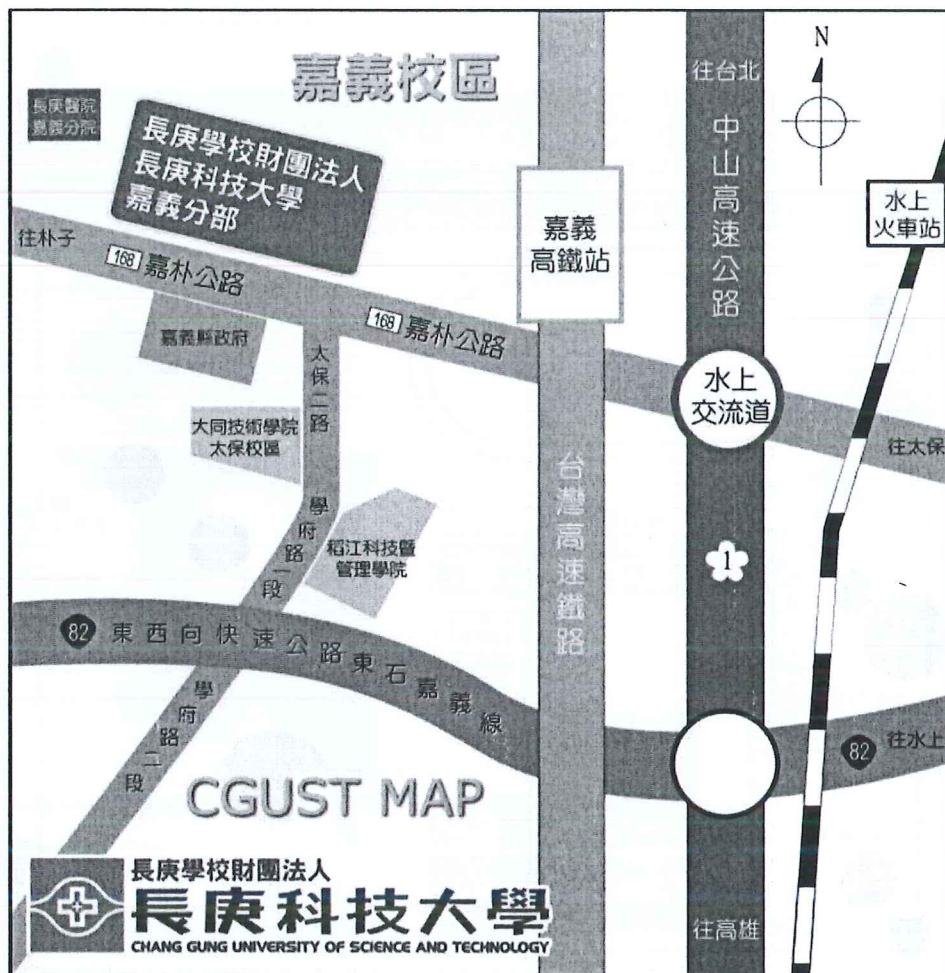 嘉義校區
往台北
N
長庚醫院
嘉義分院
長庚學校財團法人
長庚科技大學
嘉義分部
中山高速公路
水上
火車站
嘉義
高鐵站
往朴子
168 嘉朴公路
168 嘉朴公路
嘉義縣政府
太保二路
水上
交流道
大同技術學院
太保校區
往太保
台灣高速鐵路
學府路一段
稻江科技暨
管理學院
1
82 東西向快速公路東石嘉義線
學府路二段
82 往水上
CGUST MAP
長庚學校財團法人
長庚科技大學
CHANG GUNG UNIVERSITY OF SCIENCE AND TECHNOLOGY
往高雄